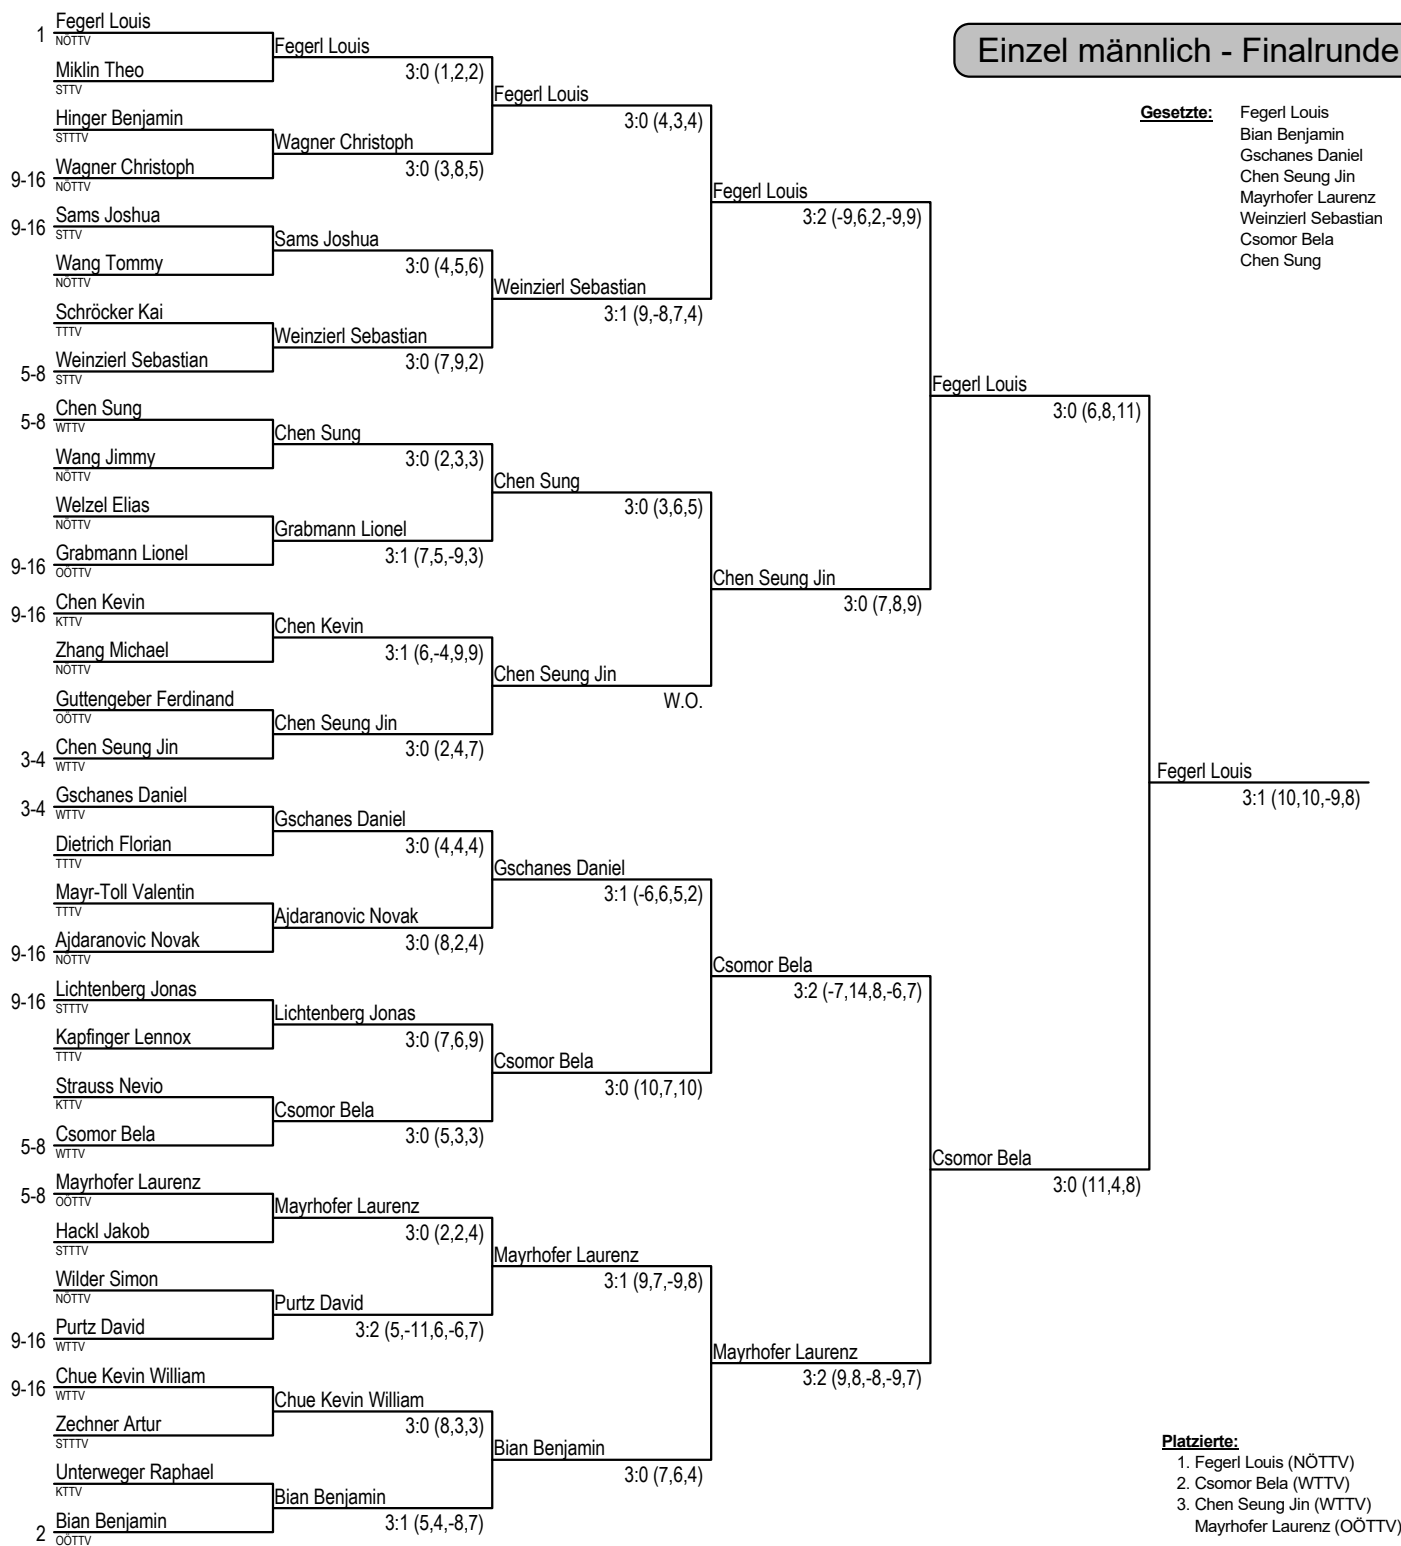 Einzel männlich - Finalrunde
Gesetzte:
Fegerl Louis
Bian Benjamin
Gschanes Daniel
Chen Seung Jin
Mayrhofer Laurenz
Weinzierl Sebastian
Csomor Bela
Chen Sung
1 Fegerl Louis
NÖTTV
Miklin Theo
STTV
Hinger Benjamin
STTTV
9-16 Wagner Christoph
NÖTTV
9-16 Sams Joshua
STTV
Wang Tommy
NÖTTV
Schröcker Kai
TTTV
5-8 Weinzierl Sebastian
STTV
5-8 Chen Sung
WTTV
Wang Jimmy
NÖTTV
Welzel Elias
NÖTTV
9-16 Grabmann Lionel
OÖTTV
9-16 Chen Kevin
KTTV
Zhang Michael
NÖTTV
Guttengeber Ferdinand
OÖTTV
3-4 Chen Seung Jin
WTTV
3-4 Gschanes Daniel
WTTV
Dietrich Florian
TTTV
Mayr-Toll Valentin
TTTV
9-16 Ajdaranovic Novak
NÖTTV
9-16 Lichtenberg Jonas
STTTV
Kapfinger Lennox
TTTV
Strauss Nevio
KTTV
5-8 Csomor Bela
WTTV
5-8 Mayrhofer Laurenz
OÖTTV
Hackl Jakob
STTTV
Wilder Simon
NÖTTV
9-16 Purtz David
WTTV
9-16 Chue Kevin William
WTTV
Zechner Artur
STTTV
Unterweger Raphael
KTTV
2 Bian Benjamin
OÖTTV
Fegerl Louis
3:0 (1,2,2)
Wagner Christoph
3:0 (3,8,5)
Sams Joshua
3:0 (4,5,6)
Weinzierl Sebastian
3:0 (7,9,2)
Chen Sung
3:0 (2,3,3)
Grabmann Lionel
3:1 (7,5,-9,3)
Chen Kevin
3:1 (6,-4,9,9)
Chen Seung Jin
3:0 (2,4,7)
Gschanes Daniel
3:0 (4,4,4)
Ajdaranovic Novak
3:0 (8,2,4)
Lichtenberg Jonas
3:0 (7,6,9)
Csomor Bela
3:0 (5,3,3)
Mayrhofer Laurenz
3:0 (2,2,4)
Purtz David
3:2 (5,-11,6,-6,7)
Chue Kevin William
3:0 (8,3,3)
Bian Benjamin
3:1 (5,4,-8,7)
Fegerl Louis
3:0 (4,3,4)
Weinzierl Sebastian
3:1 (9,-8,7,4)
Chen Sung
3:0 (3,6,5)
Chen Seung Jin
W.O.
Gschanes Daniel
3:1 (-6,6,5,2)
Csomor Bela
3:0 (10,7,10)
Mayrhofer Laurenz
3:1 (9,7,-9,8)
Bian Benjamin
3:0 (7,6,4)
Fegerl Louis
3:2 (-9,6,2,-9,9)
Chen Seung Jin
3:0 (7,8,9)
Csomor Bela
3:2 (-7,14,8,-6,7)
Mayrhofer Laurenz
3:2 (9,8,-8,-9,7)
Fegerl Louis
3:0 (6,8,11)
Csomor Bela
3:0 (11,4,8)
Fegerl Louis
3:1 (10,10,-9,8)
Platzierte:
1. Fegerl Louis (NÖTTV)
2. Csomor Bela (WTTV)
3. Chen Seung Jin (WTTV)
Mayrhofer Laurenz (OÖTTV)